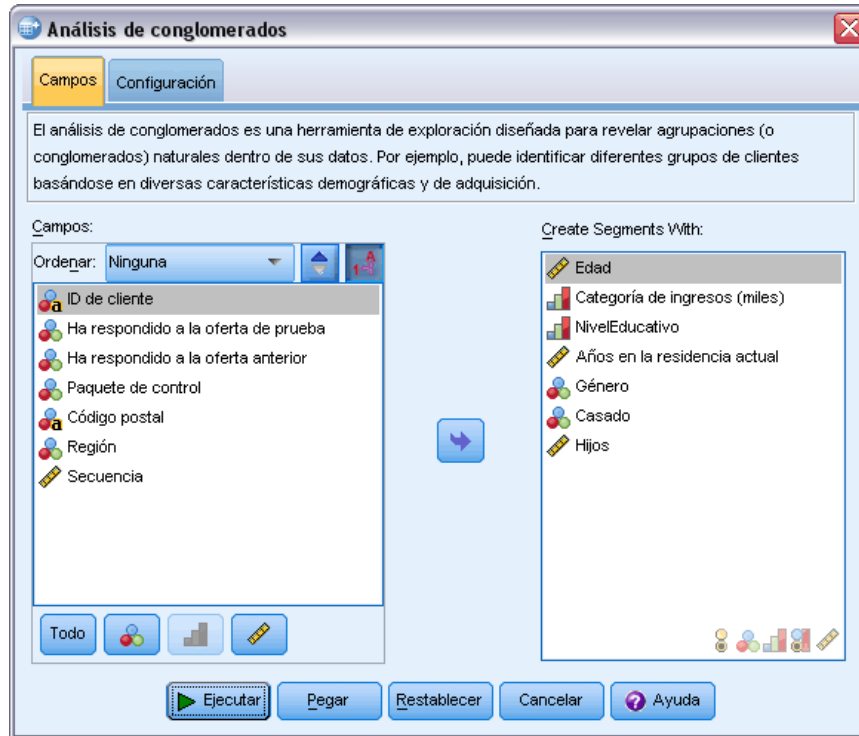 Análisis de conglomerados
Campos
Configuración
El análisis de conglomerados es una herramienta de exploración diseñada para revelar agrupaciones (o
conglomerados) naturales dentro de sus datos. Por ejemplo, puede identificar diferentes grupos de clientes
basándose en diversas características demográficas y de adquisición.
Campos:
Ordenar: Ninguna
ID de cliente
Ha respondido a la oferta de prueba
Ha respondido a la oferta anterior
Paquete de control
Código postal
Región
Secuencia
Todo
Create Segments With:
Edad
Categoría de ingresos (miles)
NivelEducativo
Años en la residencia actual
Género
Casado
Hijos
Ejecutar
Pegar
Restablecer
Cancelar
Ayuda